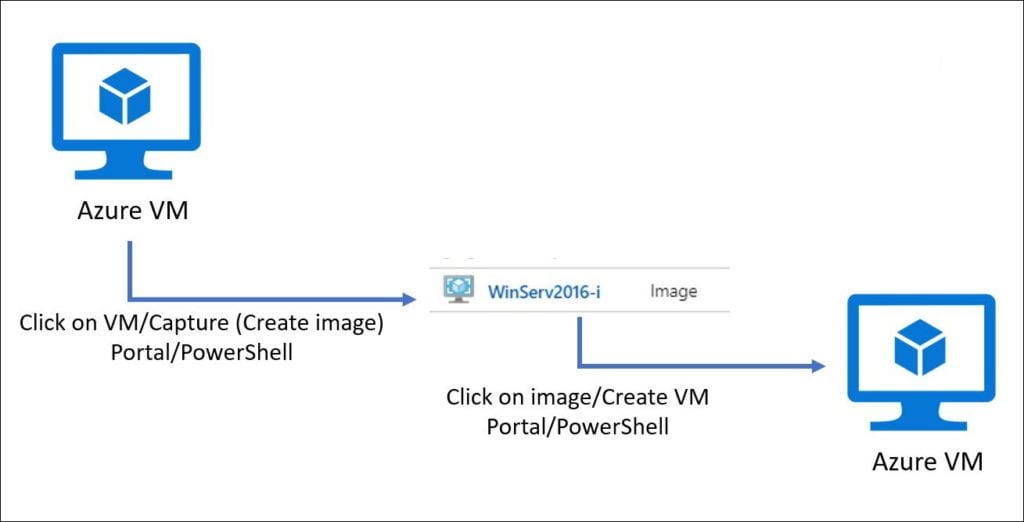 Azure VM
Click on VM/Capture (Create image)
Portal/PowerShell
WinServ2016-i Image
Click on image/Create VM
Portal/PowerShell
Azure VM